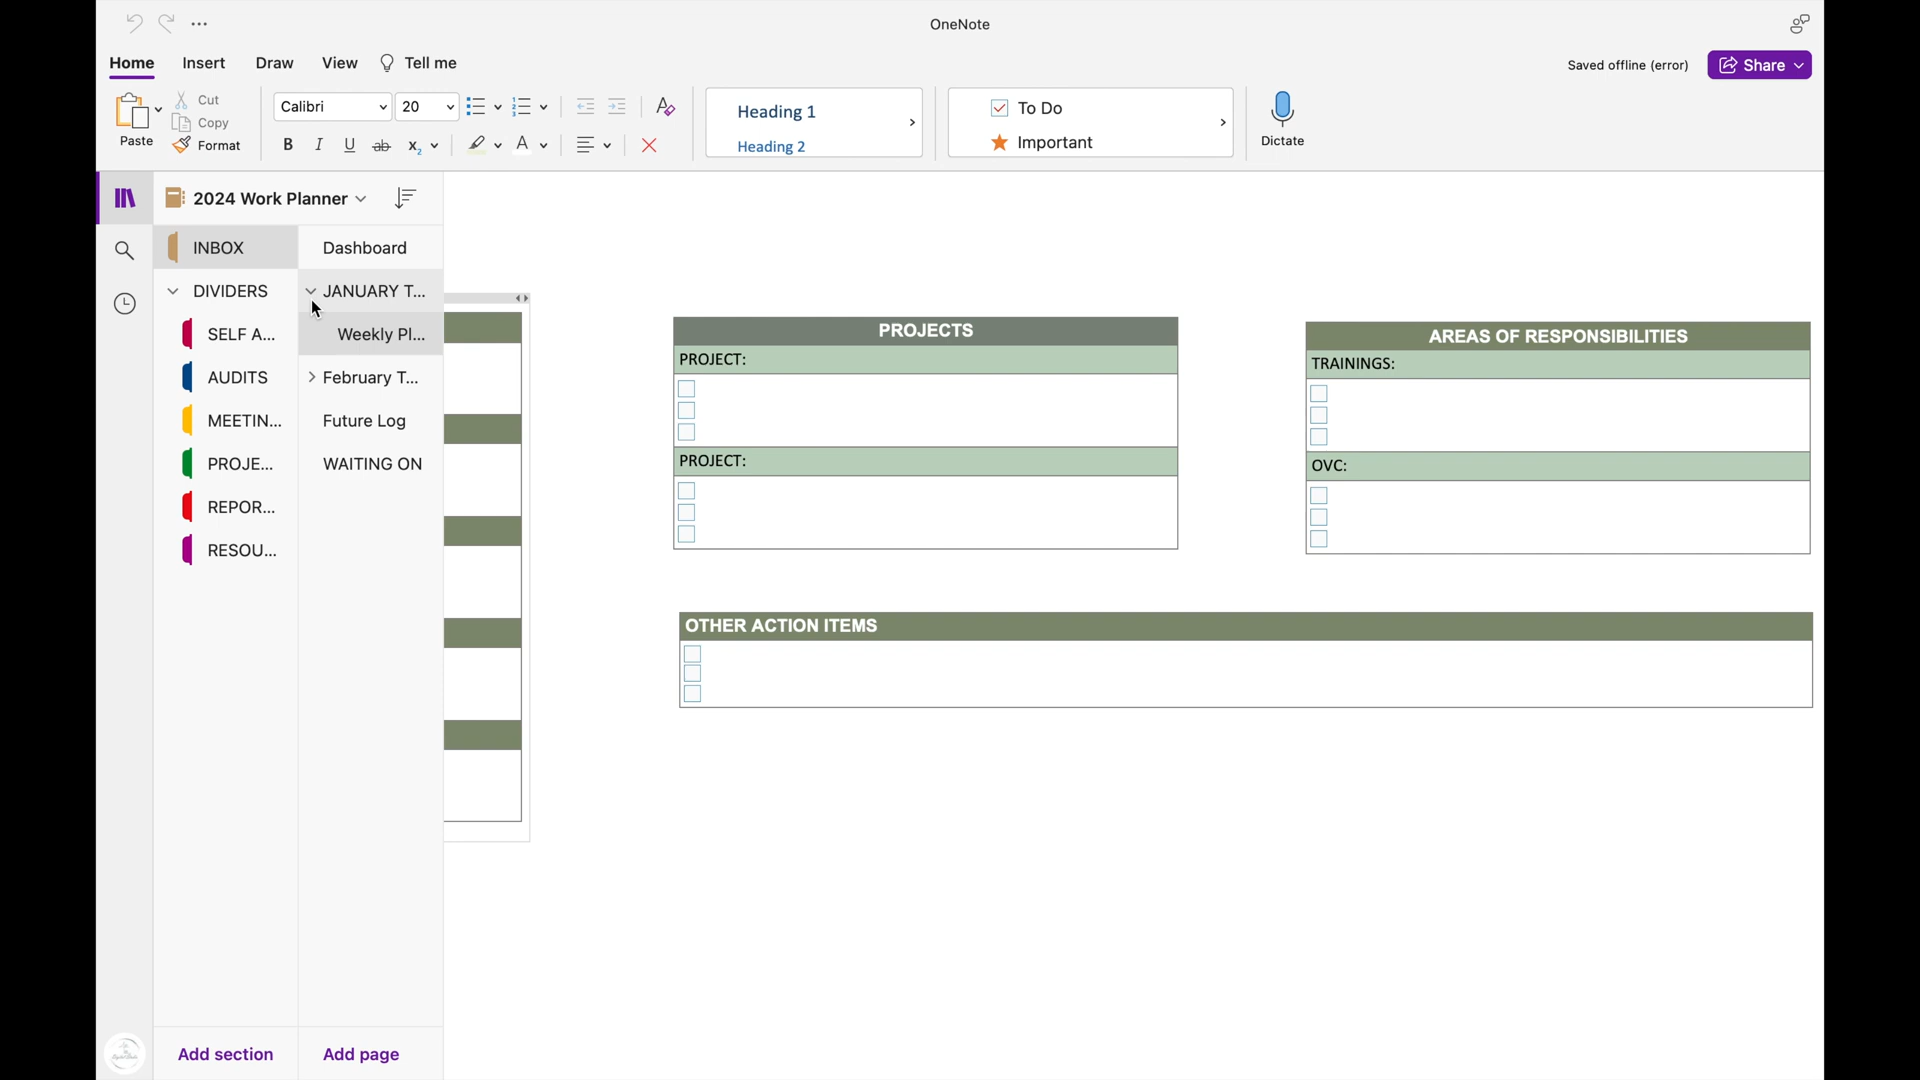 OneNote
Home Insert Draw View Tell me
Saved offline (error) Share
Paste Cut Copy Format
Calibri 20
B I U ab x₂ A
Heading 1
Heading 2
To Do
Important
Dictate
2024 Work Planner
INBOX
DIVIDERS
SELF A...
AUDITS
MEETIN...
PROJE...
REPOR...
RESOU...
Add section
Dashboard
JANUARY T...
Weekly Pl...
February T...
Future Log
WAITING ON
Add page
PROJECTS
PROJECT:
PROJECT:
AREAS OF RESPONSIBILITIES
TRAININGS:
OVC:
OTHER ACTION ITEMS